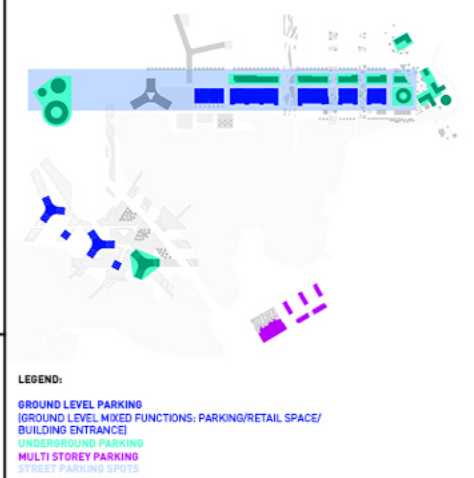 LEGEND:
GROUND LEVEL PARKING
(GROUND LEVEL MIXED FUNCTIONS: PARKING/RETAIL SPACE/
BUILDING ENTRANCE)
UNDERGROUND PARKING
MULTI STOREY PARKING
STREET PARKING SPOTS